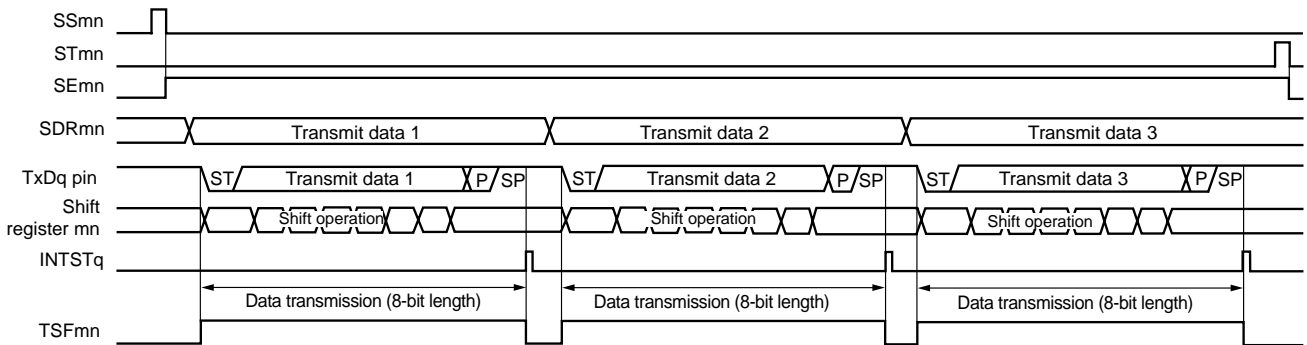 SSmn
STmn
SEmn
SDRmn Transmit data 1 Transmit data 2 Transmit data 3
TxDq pin ST Transmit data 1 P SP ST Transmit data 2 P SP ST Transmit data 3 P SP
Shift
register mn Shift operation Shift operation Shift operation
INTSTq
Data transmission (8-bit length) Data transmission (8-bit length) Data transmission (8-bit length)
TSFmn